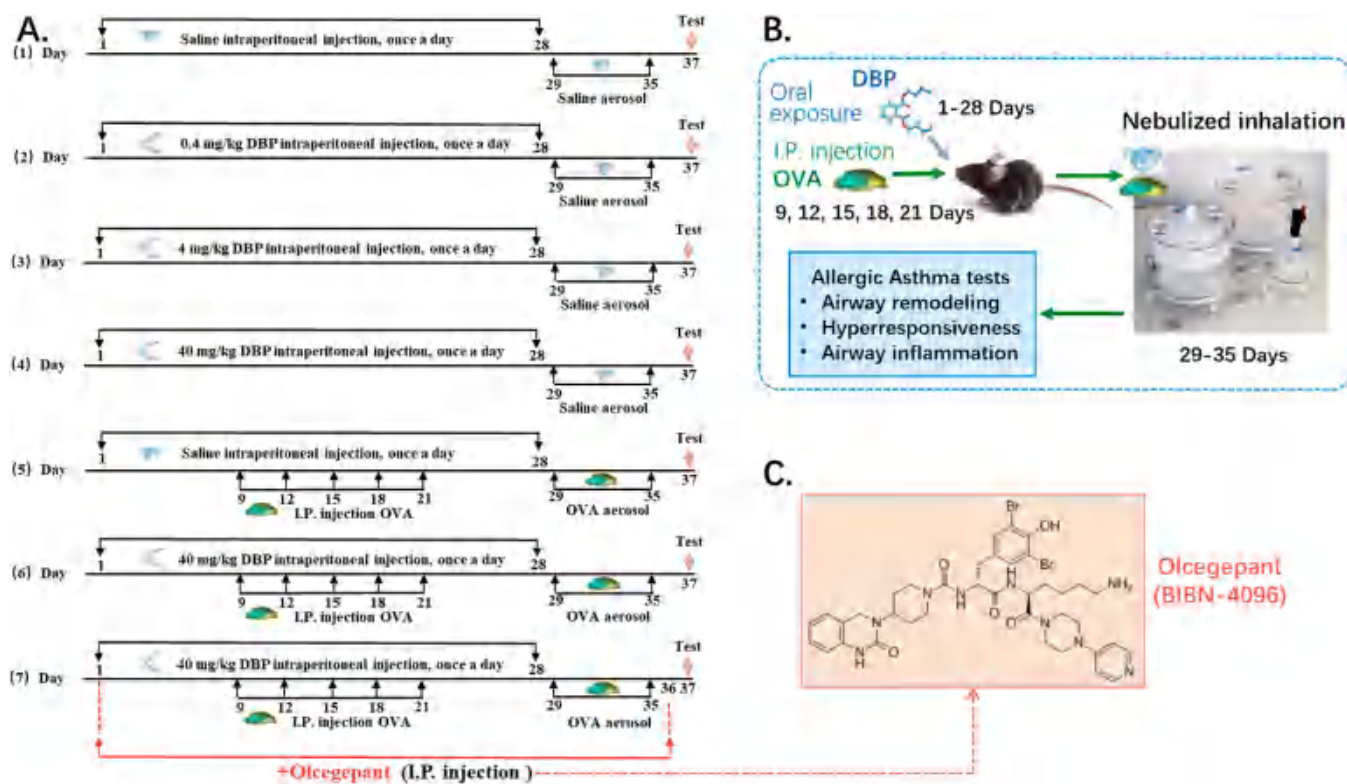 A.
Test
1
Saline intraperitoneal injection, once a day
28
(1) Day
37
29
35
Saline aerosol
Test
1
0.4 mg/kg DBP intraperitoneal injection, once a day
28
(2) Day
37
29
35
Saline aerosol
Test
1
4 mg/kg DBP intraperitoneal injection, once a day
28
(3) Day
37
29
35
Saline aerosol
Test
1
40 mg/kg DBP intraperitoneal injection, once a day
28
(4) Day
37
29
35
Saline aerosol
Test
1
Saline intraperitoneal injection, once a day
28
(5) Day
37
9 12 15 18 21
29
35
I.P. injection OVA
OVA aerosol
Test
1
40 mg/kg DBP intraperitoneal injection, once a day
28
(6) Day
37
9 12 15 18 21
29
35
I.P. injection OVA
OVA aerosol
Test
1
40 mg/kg DBP intraperitoneal injection, once a day
28
(7) Day
36 37
9 12 15 18 21
29
35
I.P. injection OVA
OVA aerosol
+Olcegepant (I.P. injection )
B.
DBP
Oral
exposure
1-28 Days
I.P. injection
OVA
9, 12, 15, 18, 21 Days
Nebulized inhalation
29-35 Days
Allergic Asthma tests
• Airway remodeling
• Hyperresponsiveness
• Airway inflammation
C.
Br
OH
Br
O
O
H
N
NH₂
N
N
H
O
N
O
N
N
N
H
O
N
Olcegepant
(BIBN-4096)